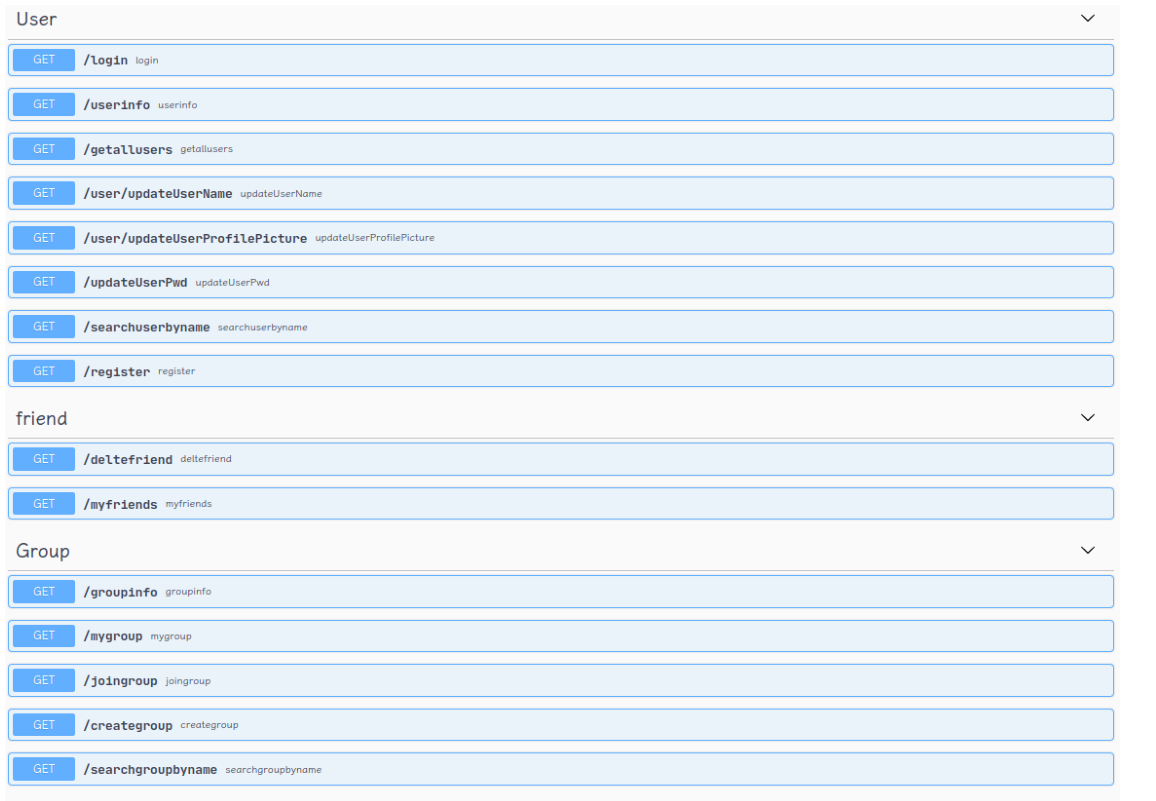 User
GET /login login
GET /userinfo userinfo
GET /getallusers getallusers
GET /user/updateUserName updateUserName
GET /user/updateUserProfilePicture updateUserProfilePicture
GET /updateUserPwd updateUserPwd
GET /searchuserbyname searchuserbyname
GET /register register
friend
GET /deltefriend deltefriend
GET /myfriends myfriends
Group
GET /groupinfo groupinfo
GET /mygroup mygroup
GET /joingroup joingroup
GET /creategroup creategroup
GET /searchgroupbyname searchgroupbyname